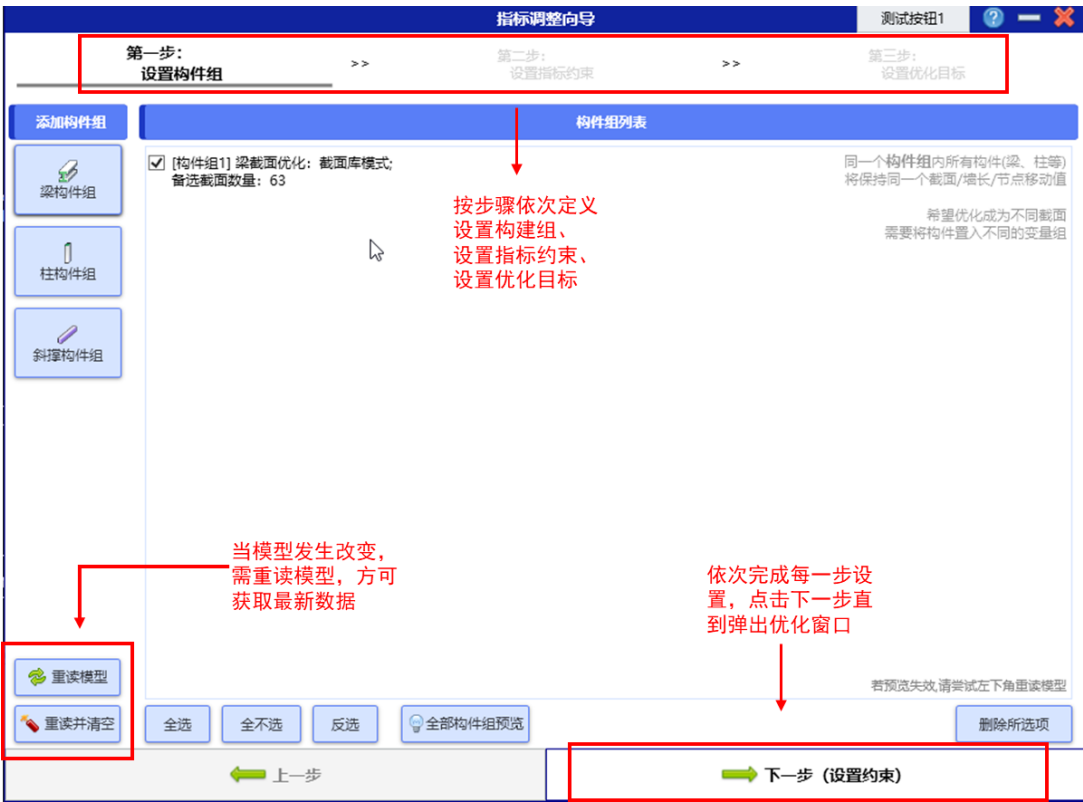 指标调整向导
测试按钮1
第一步：
设置构件组
>>
第二步：
设置指标约束
>>
第三步：
设置优化目标
添加构件组
构件组列表
梁构件组
柱构件组
斜撑构件组
[构件组1] 梁截面优化：截面库模式;
备选截面数量：63
同一个构件组内所有构件(梁、柱等)
将保持同一个截面/增长/节点移动值
希望优化成为不同截面
需要将构件置入不同的变量组
按步骤依次定义
设置构建组、
设置指标约束、
设置优化目标
当模型发生改变，
需重读模型，方可
获取最新数据
依次完成每一步设
置，点击下一步直
到弹出优化窗口
重读模型
重读并清空
若预览失效,请尝试左下角重读模型
全选
全不选
反选
全部构件组预览
删除所选项
上一步
下一步（设置约束）